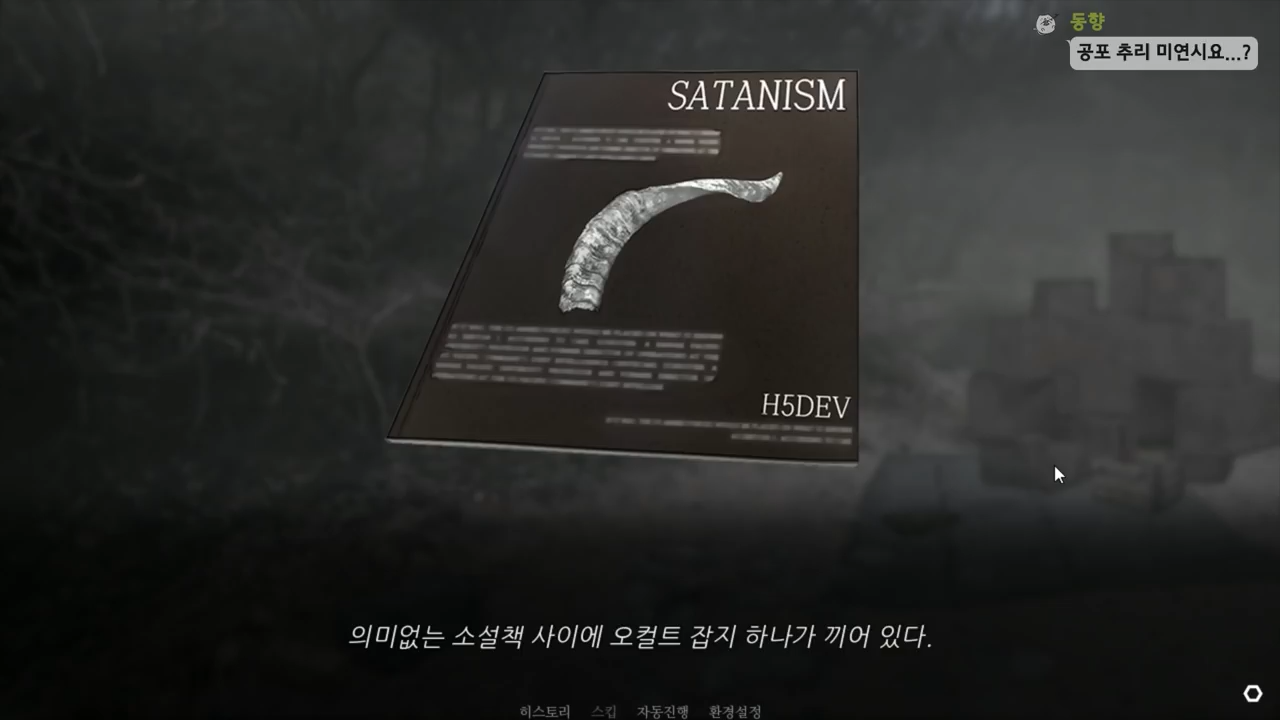 동향
공포 추리 미연시요...?
SATANISM
H5DEV
의미없는 소설책 사이에 오컬트 잡지 하나가 끼어 있다.
히스토리 스킵 자동진행 환경설정